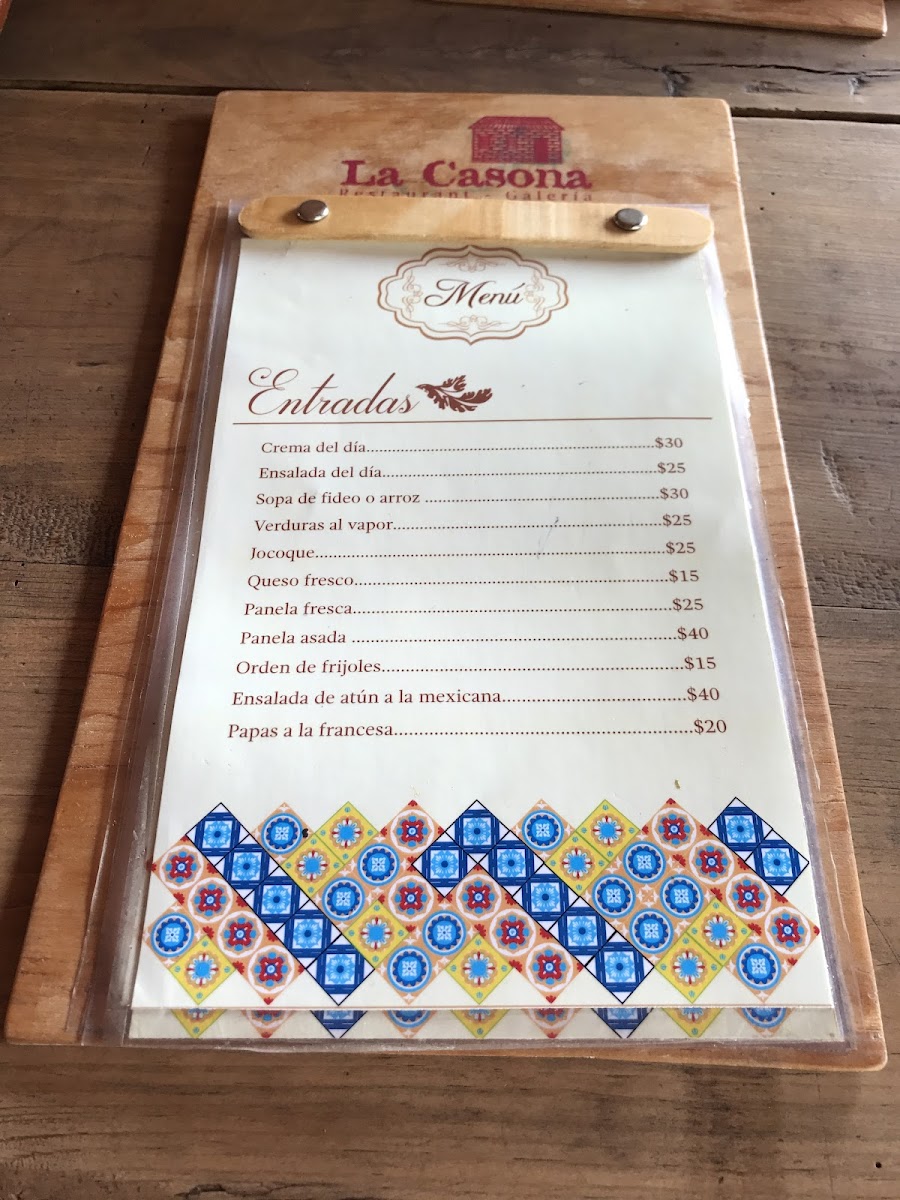 La Casona
Restaurant - Galería
Menú
Entradas
Crema del día....................................................................$30
Ensalada del día................................................................$25
Sopa de fideo o arroz ......................................................$30
Verduras al vapor..............................................................$25
Jocoque................................................................................$25
Queso fresco.......................................................................$15
Panela fresca......................................................................$25
Panela asada ......................................................................$40
Orden de frijoles................................................................$15
Ensalada de atún a la mexicana......................................$40
Papas a la francesa............................................................$20